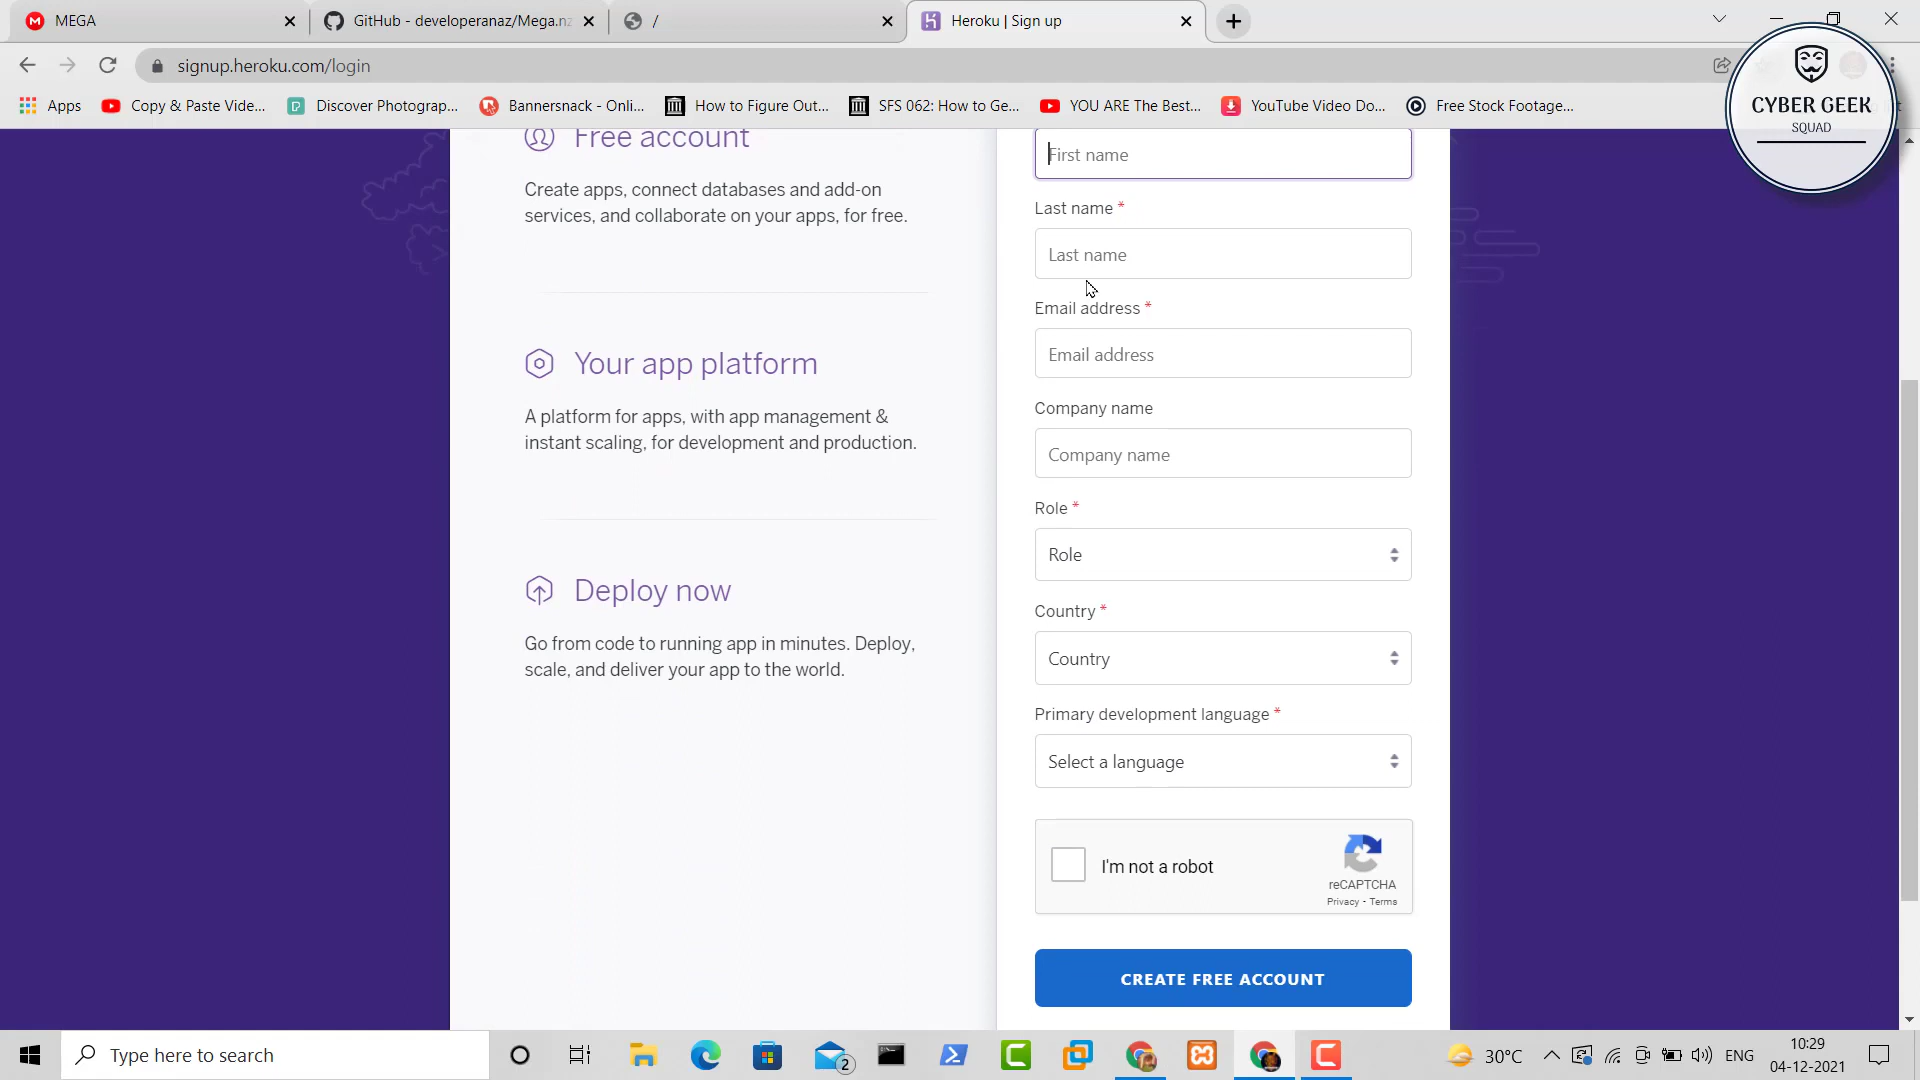 MEGA
GitHub - developeranaz/Mega.nz
/
Heroku | Sign up
signup.heroku.com/login
Apps
Copy & Paste Vide...
Discover Photograp...
Bannersnack - Onli...
How to Figure Out...
SFS 062: How to Ge...
YOU ARE The Best...
YouTube Video Do...
Free Stock Footage...
CYBER GEEK
SQUAD
Free account
Create apps, connect databases and add-on
services, and collaborate on your apps, for free.
Your app platform
A platform for apps, with app management &
instant scaling, for development and production.
Deploy now
Go from code to running app in minutes. Deploy,
scale, and deliver your app to the world.
First name
Last name *
Last name
Email address *
Email address
Company name
Company name
Role *
Role
Country *
Country
Primary development language *
Select a language
I'm not a robot
reCAPTCHA
Privacy - Terms
CREATE FREE ACCOUNT
Type here to search
2
30°C
ENG
10:29
04-12-2021